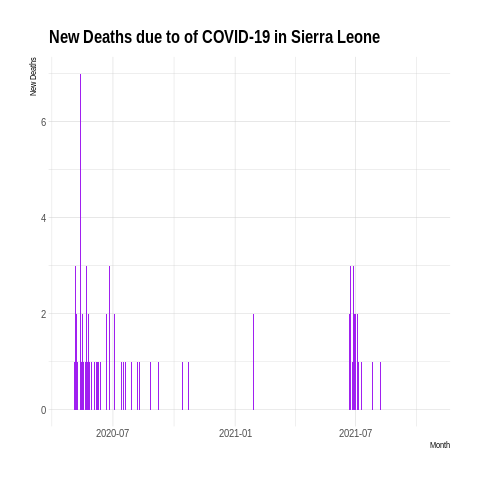 New Deaths due to of COVID-19 in Sierra Leone
New Deaths
6
4
2
0
2020-07 2021-01 2021-07
Month